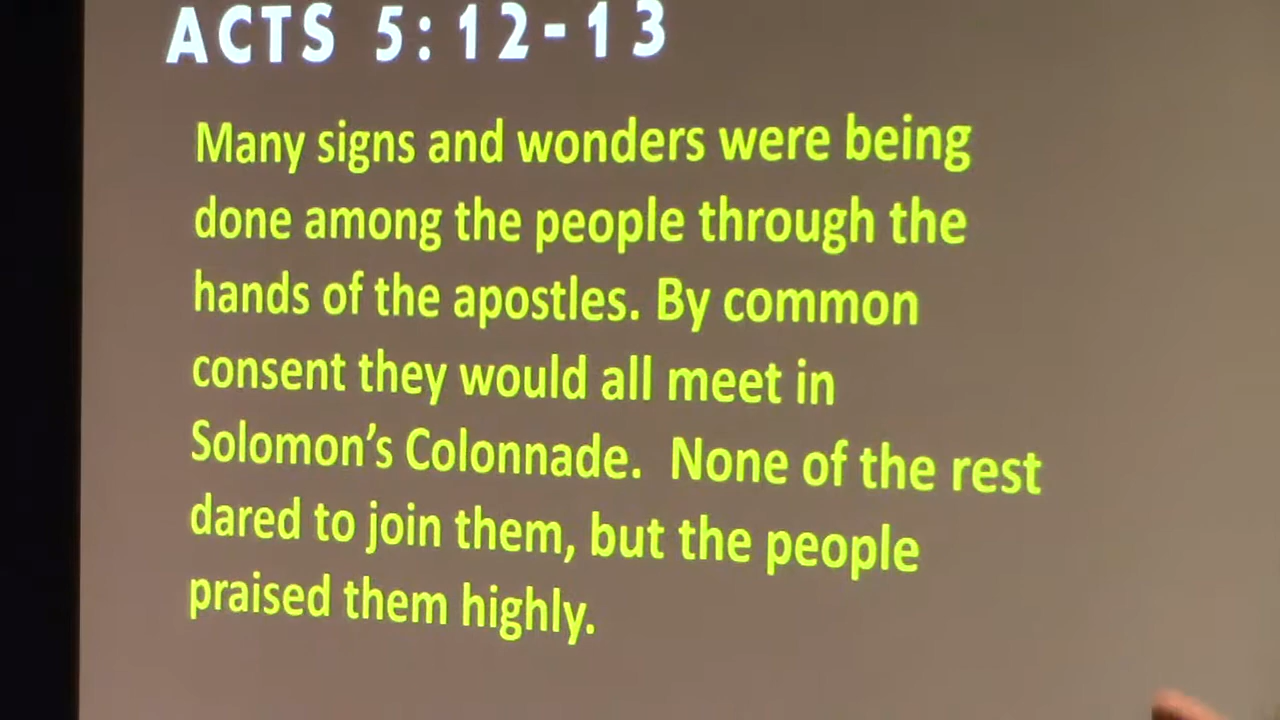 ACTS 5:12-13
Many signs and wonders were being
done among the people through the
hands of the apostles. By common
consent they would all meet in
Solomon’s Colonnade. None of the rest
dared to join them, but the people
praised them highly.